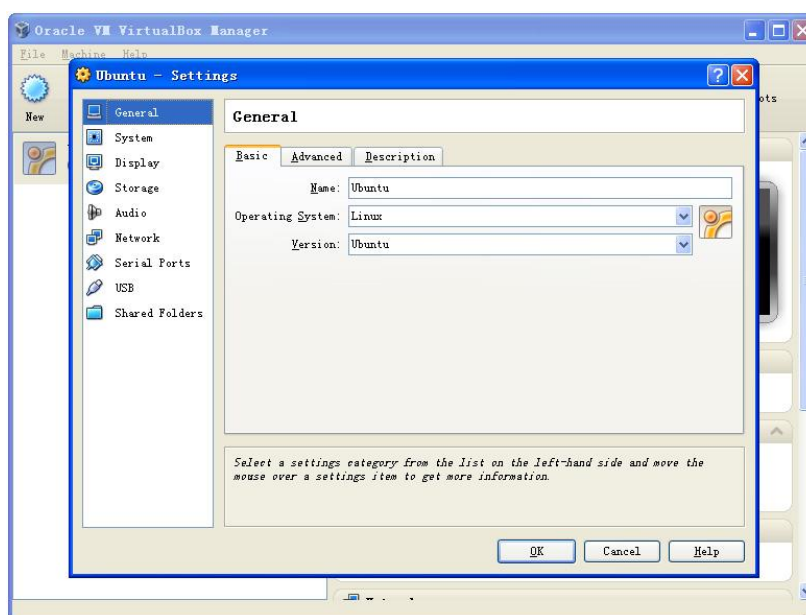 Oracle VM VirtualBox Manager
File Machine Help
New
ots
Ubuntu - Settings
General
System
Display
Storage
Audio
Network
Serial Ports
USB
Shared Folders
General
Basic Advanced Description
Name: Ubuntu
Operating System: Linux
Version: Ubuntu
Select a settings category from the list on the left-hand side and move the
mouse over a settings item to get more information.
OK Cancel Help